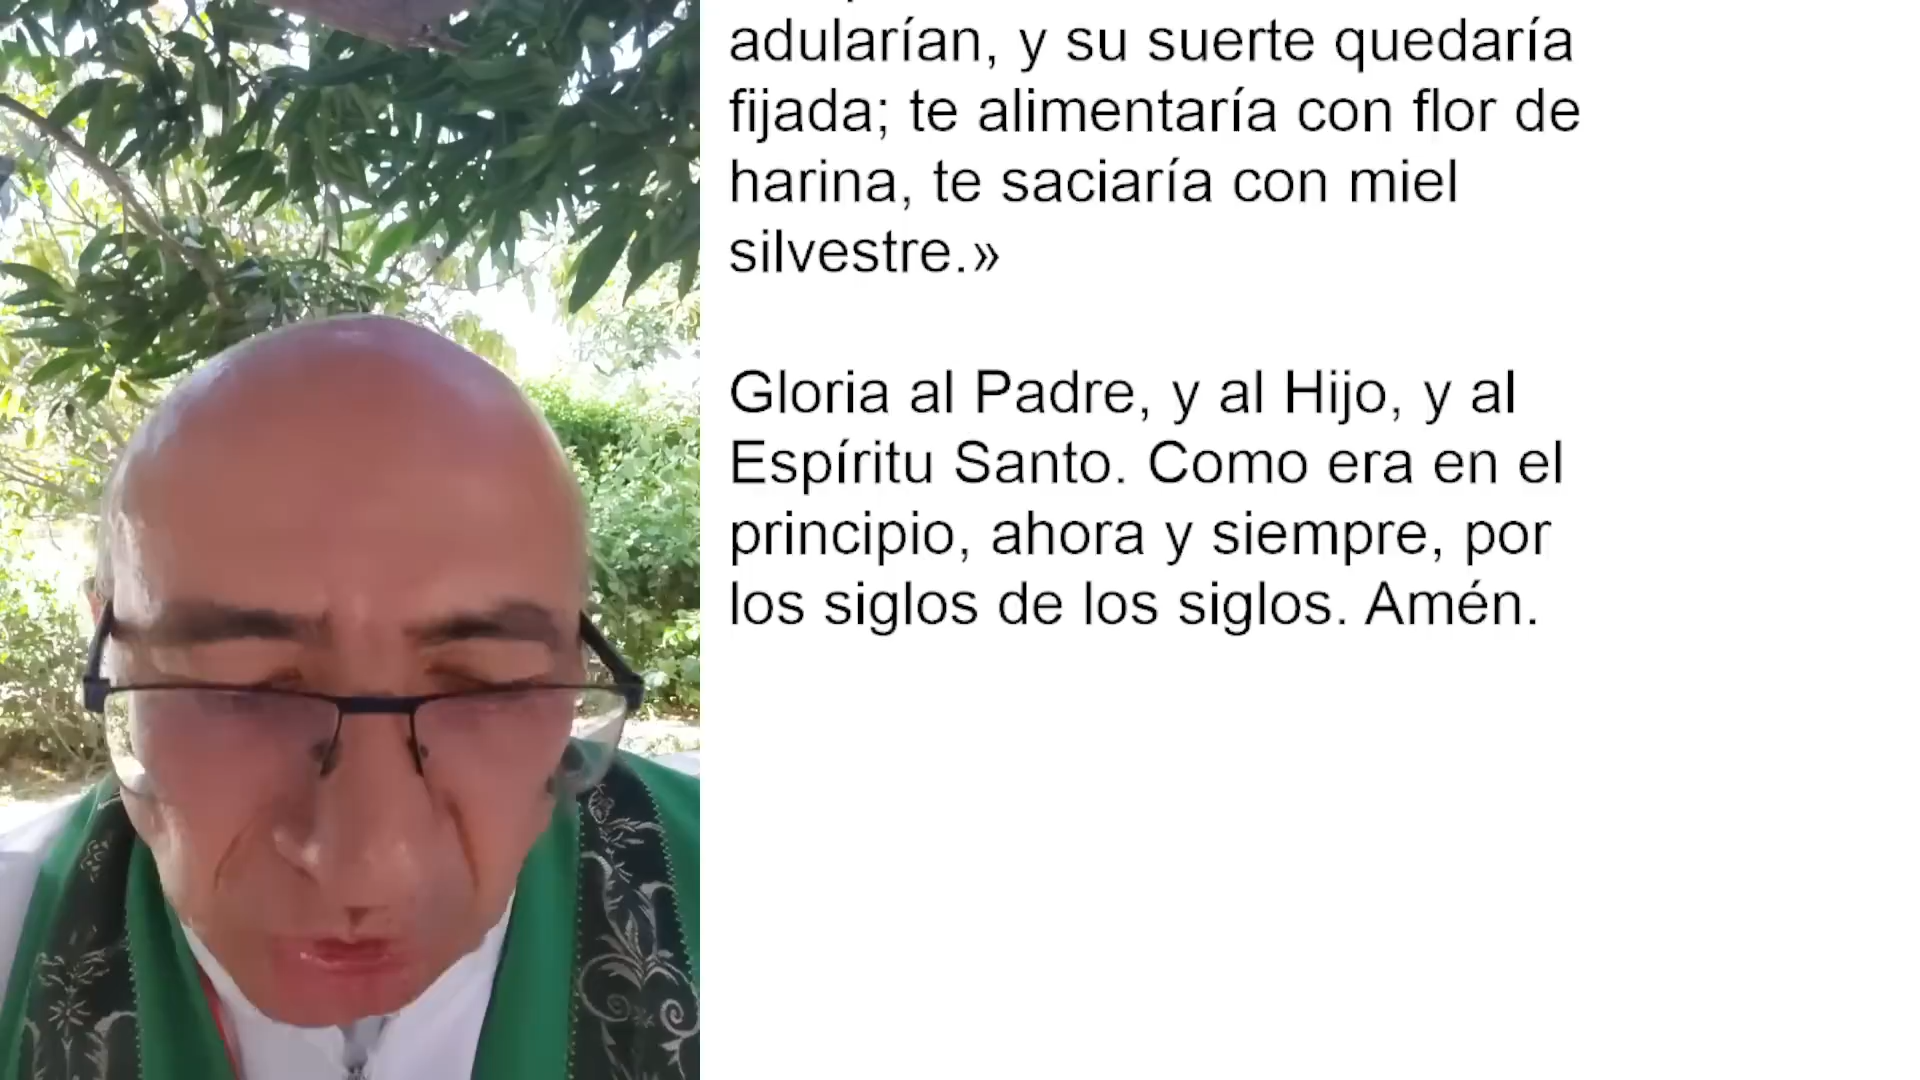 adularían, y su suerte quedaría
fijada; te alimentaría con flor de
harina, te saciaría con miel
silvestre.»
Gloria al Padre, y al Hijo, y al
Espíritu Santo. Como era en el
principio, ahora y siempre, por
los siglos de los siglos. Amén.